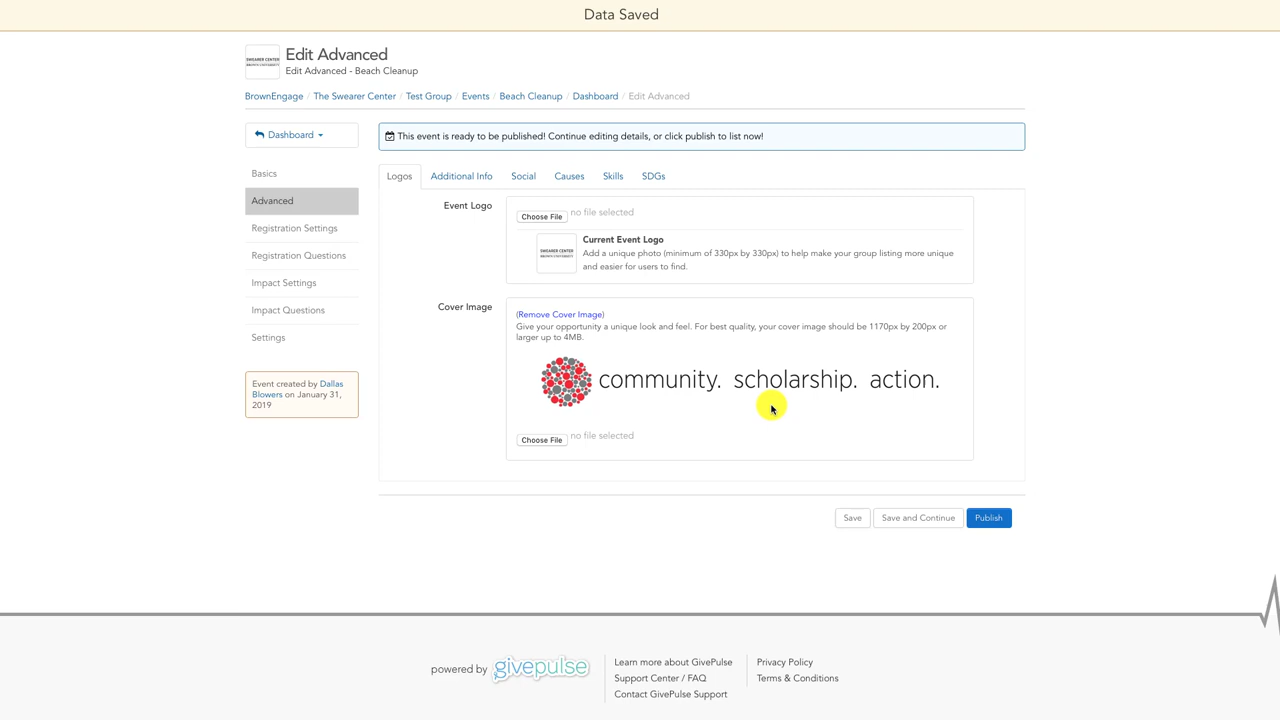 Data Saved
SWEARER CENTER
BROWN UNIVERSITY
Edit Advanced
Edit Advanced - Beach Cleanup
BrownEngage / The Swearer Center / Test Group / Events / Beach Cleanup / Dashboard / Edit Advanced
Dashboard
This event is ready to be published! Continue editing details, or click publish to list now!
Basics
Advanced
Registration Settings
Registration Questions
Impact Settings
Impact Questions
Settings
Event created by Dallas
Blowers on January 31,
2019
Logos Additional Info Social Causes Skills SDGs
Event Logo
Choose File no file selected
SWEARER CENTER
BROWN UNIVERSITY
Current Event Logo
Add a unique photo (minimum of 330px by 330px) to help make your group listing more unique
and easier for users to find.
Cover Image
(Remove Cover Image)
Give your opportunity a unique look and feel. For best quality, your cover image should be 1170px by 200px or
larger up to 4MB.
community. scholarship. action.
Choose File no file selected
Save Save and Continue Publish
powered by givepulse
Learn more about GivePulse
Support Center / FAQ
Contact GivePulse Support
Privacy Policy
Terms & Conditions